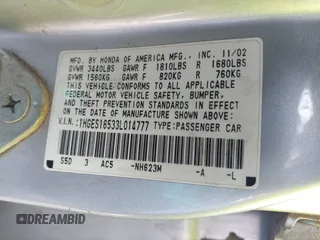 MFD. BY HONDA OF AMERICA MFG., INC. 11/02
GVWR 3440LBS GAWR F 1810LBS R 1680LBS
GVWR 1560KG GAWR F 820KG R 760KG
THIS VEHICLE CONFORMS TO ALL APPLICABLE
FEDERAL MOTOR VEHICLE SAFETY, BUMPER,
AND THEFT PREVENTION STANDARDS IN EFFECT
ON THE DATE OF MANUFACTURE SHOWN ABOVE.
V.I.N.: 1HGES16533L014777 TYPE: PASSENGER CAR
S5D 3 AC5 -NH623M -A -L
AutoBidMaster